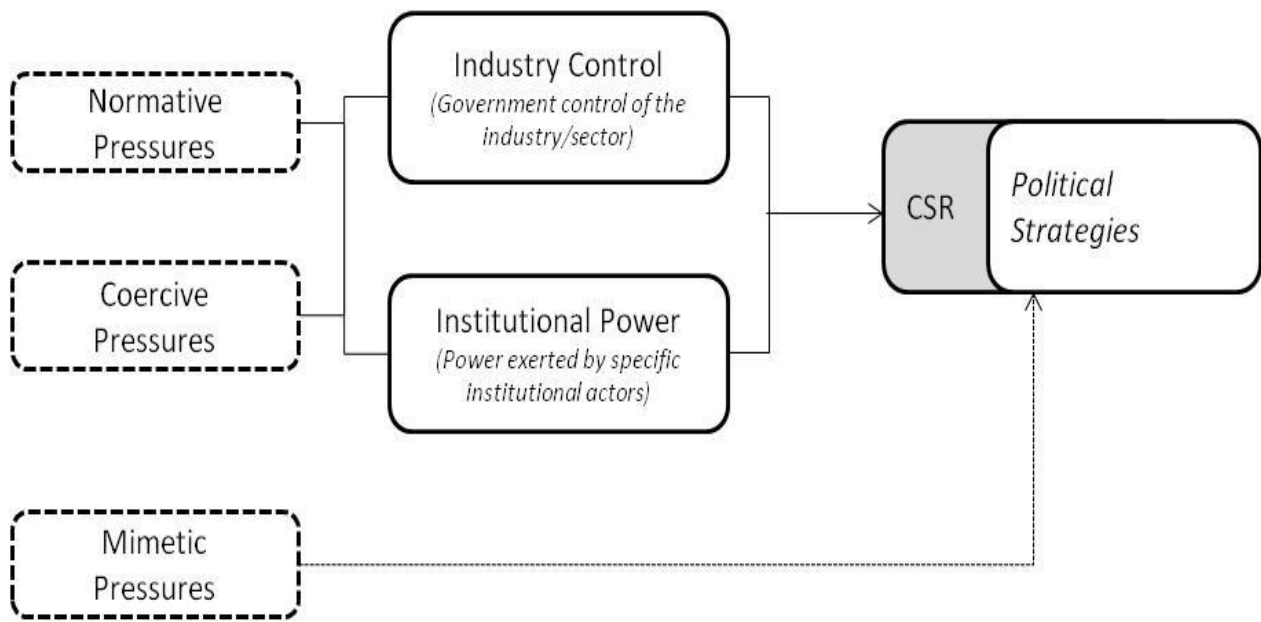 Normative
Pressures
Industry Control
(Government control of the
industry/sector)
CSR
Political
Strategies
Coercive
Pressures
Institutional Power
(Power exerted by specific
institutional actors)
Mimetic
Pressures